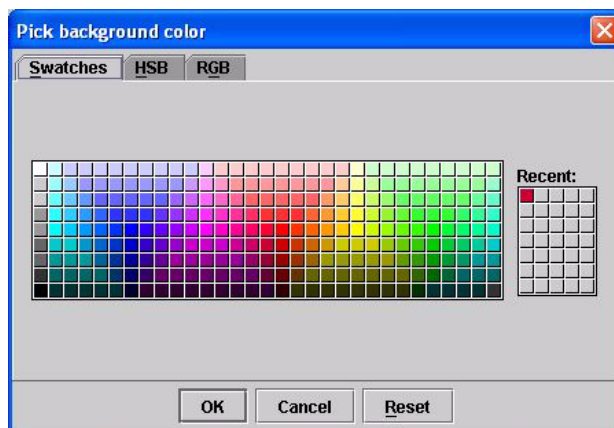 Pick background color
Swatches HSB RGB
Recent:
OK Cancel Reset